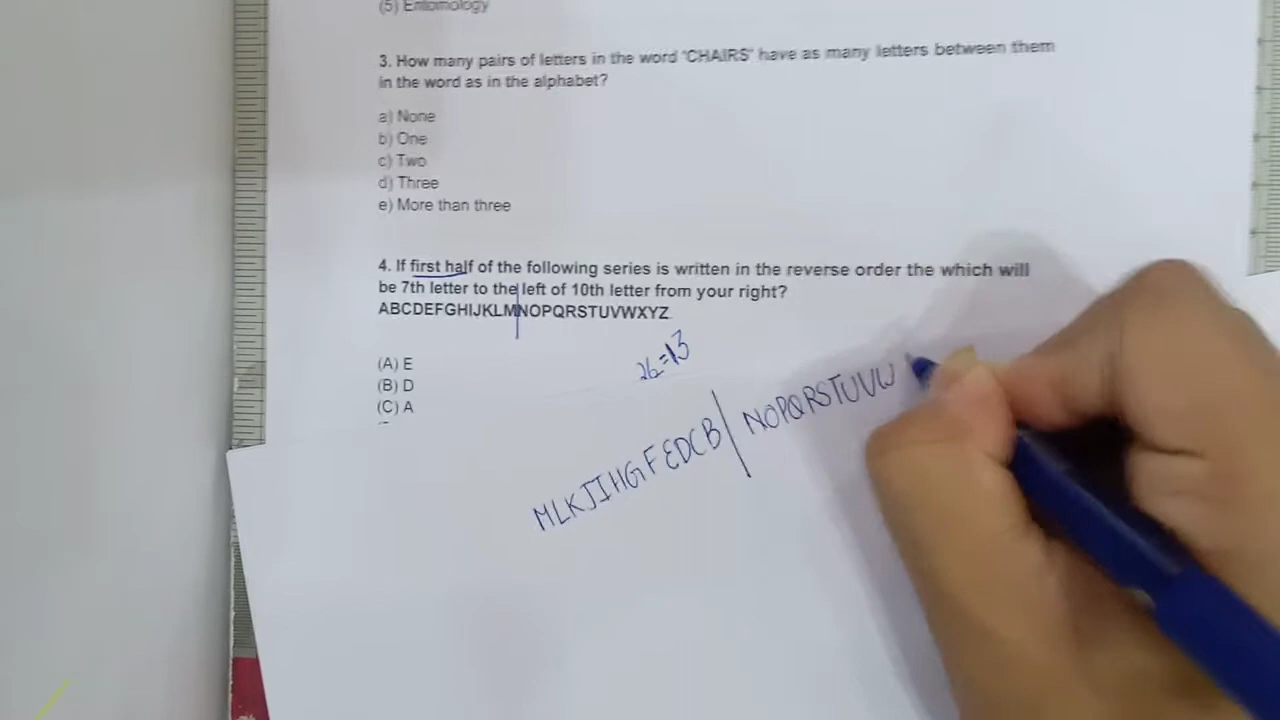 (5) Entomology
3. How many pairs of letters in the word "CHAIRS" have as many letters between them
in the word as in the alphabet?
a) None
b) One
c) Two
d) Three
e) More than three
4. If first half of the following series is written in the reverse order the which will
be 7th letter to the left of 10th letter from your right?
ABCDEFGHIJKLMNOPQRSTUVWXYZ
(A) E
(B) D
(C) A
26=13
MLKJIHGFEDCB| NOPQRSTUVW